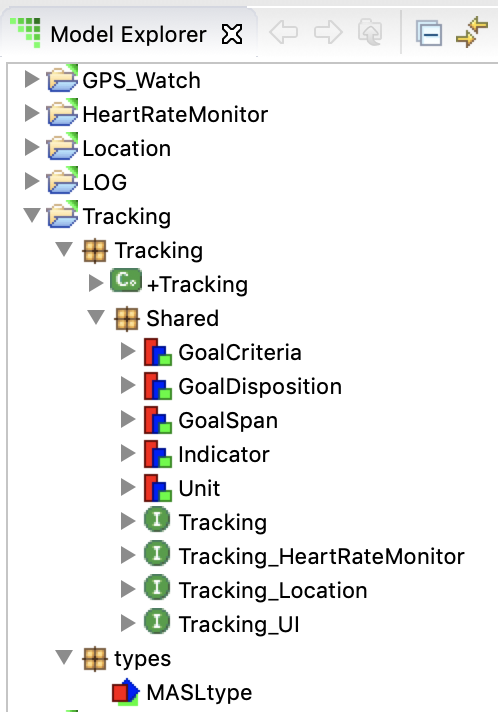 Model Explorer
GPS_Watch
HeartRateMonitor
Location
LOG
Tracking
Tracking
C +Tracking
Shared
GoalCriteria
GoalDisposition
GoalSpan
Indicator
Unit
I Tracking
I Tracking_HeartRateMonitor
I Tracking_Location
I Tracking_UI
types
MASLtype